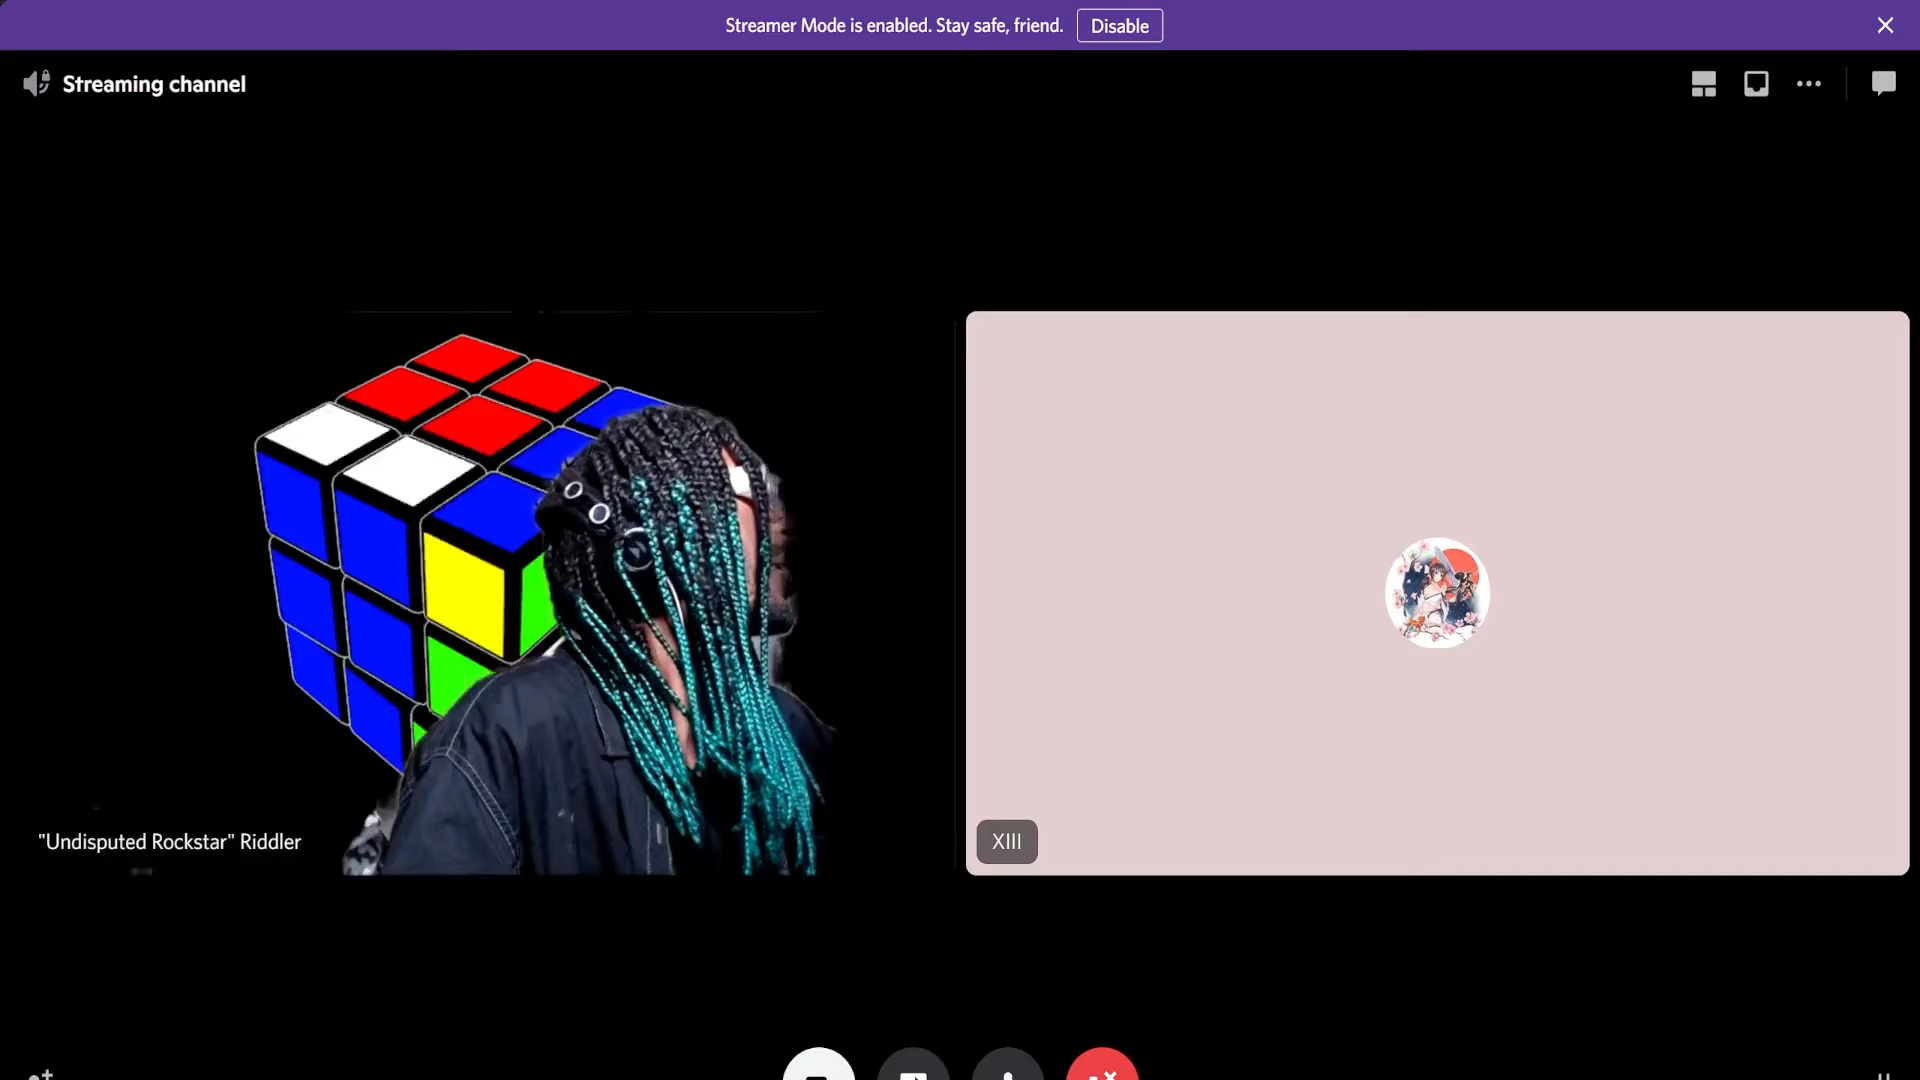 Streamer Mode is enabled. Stay safe, friend. Disable
Streaming channel
"Undisputed Rockstar" Riddler
XIII